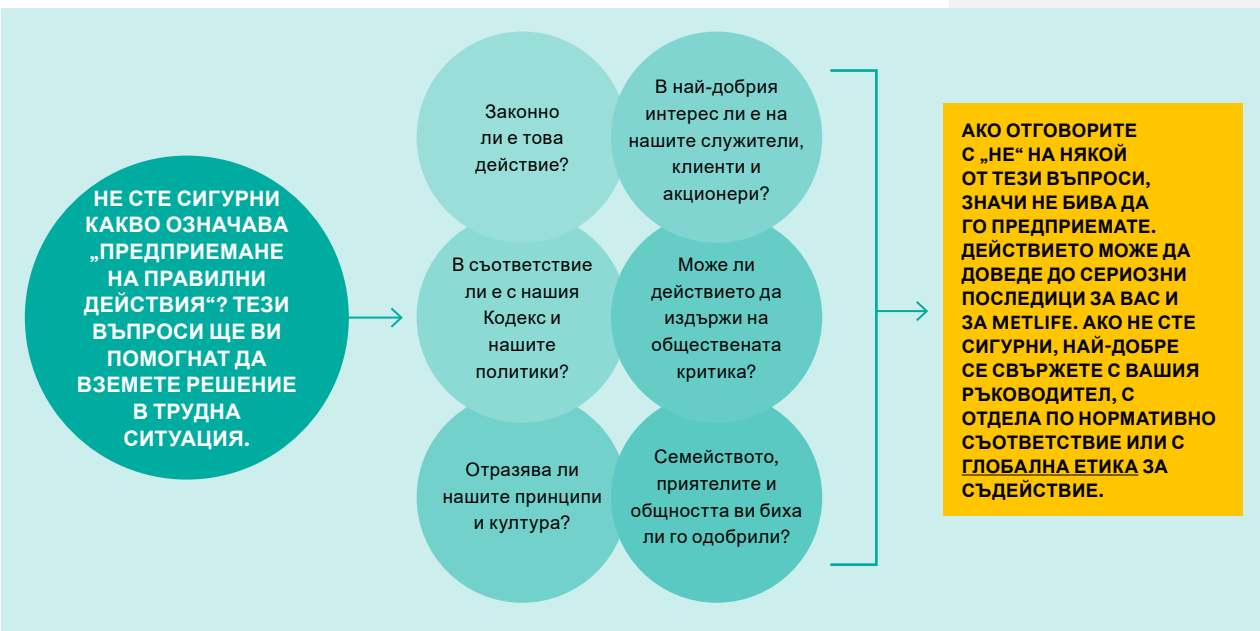 НЕ СТЕ СИГУРНИ
КАКВО ОЗНАЧАВА
„ПРЕДПРИЕМАНЕ
НА ПРАВИЛНИ
ДЕЙСТВИЯ“? ТЕЗИ
ВЪПРОСИ ЩЕ ВИ
ПОМОГНАТ ДА
ВЗЕМЕТЕ РЕШЕНИЕ
В ТРУДНА
СИТУАЦИЯ.
Законно
ли е това
действие?
В най-добрия
интерес ли е на
нашите служители,
клиенти и
акционери?
В съответствие
ли е с нашия
Кодекс и
нашите
политики?
Може ли
действието да
издържи на
обществената
критика?
Отразява ли
нашите принципи
и култура?
Семейството,
приятелите и
общността ви биха
ли го одобрили?
АКО ОТГОВОРИТЕ
С „НЕ“ НА НЯКОЙ
ОТ ТЕЗИ ВЪПРОСИ,
ЗНАЧИ НЕ БИВА ДА
ГО ПРЕДПРИЕМАТЕ.
ДЕЙСТВИЕТО МОЖЕ ДА
ДОВЕДЕ ДО СЕРИОЗНИ
ПОСЛЕДИЦИ ЗА ВАС И
ЗА METLIFE. АКО НЕ СТЕ
СИГУРНИ, НАЙ-ДОБРЕ
СЕ СВЪРЖЕТЕ С ВАШИЯ
РЪКОВОДИТЕЛ, С
ОТДЕЛА ПО НОРМАТИВНО
СЪОТВЕТСТВИЕ ИЛИ С
ГЛОБАЛНА ЕТИКА ЗА
СЪДЕЙСТВИЕ.